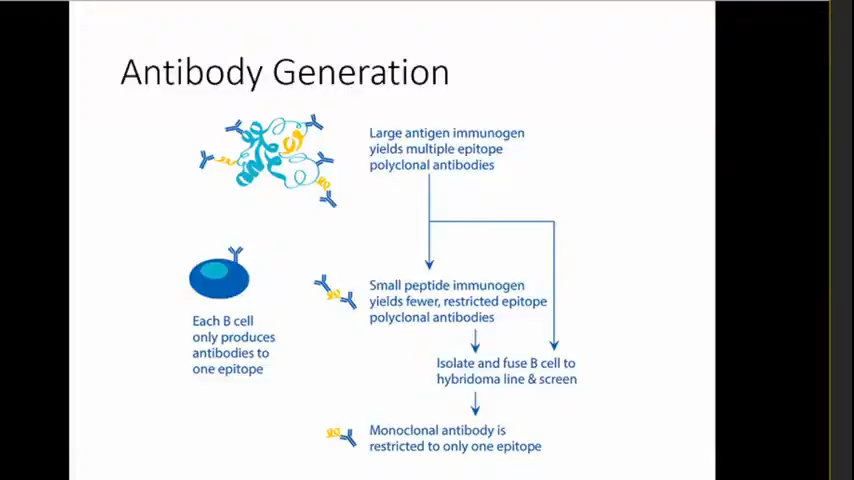 Antibody Generation
Large antigen immunogen
yields multiple epitope
polyclonal antibodies
Small peptide immunogen
yields fewer, restricted epitope
polyclonal antibodies
Each B cell
only produces
antibodies to
one epitope
Isolate and fuse B cell to
hybridoma line & screen
Monoclonal antibody is
restricted to only one epitope